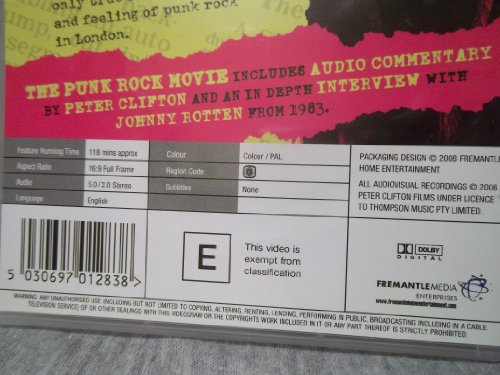 only true
and feeling of punk rock
in London.
THE PUNK ROCK MOVIE INCLUDES AUDIO COMMENTARY
BY PETER CLIFTON AND AN IN DEPTH INTERVIEW WITH
JOHNNY ROTTEN FROM 1983.
Feature Running Time 118 mins approx Colour Colour / PAL
Aspect Ratio 16:9 Full Frame Region Code
Audio 5.0 / 2.0 Stereo Subtitles None
Language English
PACKAGING DESIGN © 2008 FREMANTLE
HOME ENTERTAINMENT
ALL AUDIOVISUAL RECORDINGS © 2008
PETER CLIFTON FILMS UNDER LICENCE
TO THOMPSON MUSIC PTY LIMITED.
5 030697 012838
E
This video is
exempt from
classification
DOLBY
DIGITAL
FREMANTLEMEDIA
ENTERPRISES
www.fremantleentertainment.com
WARNING: ANY UNAUTHORISED USE (INCLUDING BUT NOT LIMITED TO COPYING, ALTERING, RENTING, LENDING, PERFORMING IN PUBLIC, BROADCASTING INCLUDING IN A CABLE
TELEVISION SERVICE) OF OR OTHER DEALINGS WITH THIS VIDEOGRAM OR THE COPYRIGHTS WORK INCLUDED IN IT OR ANY PART THEREOF IS STRICTLY PROHIBITED